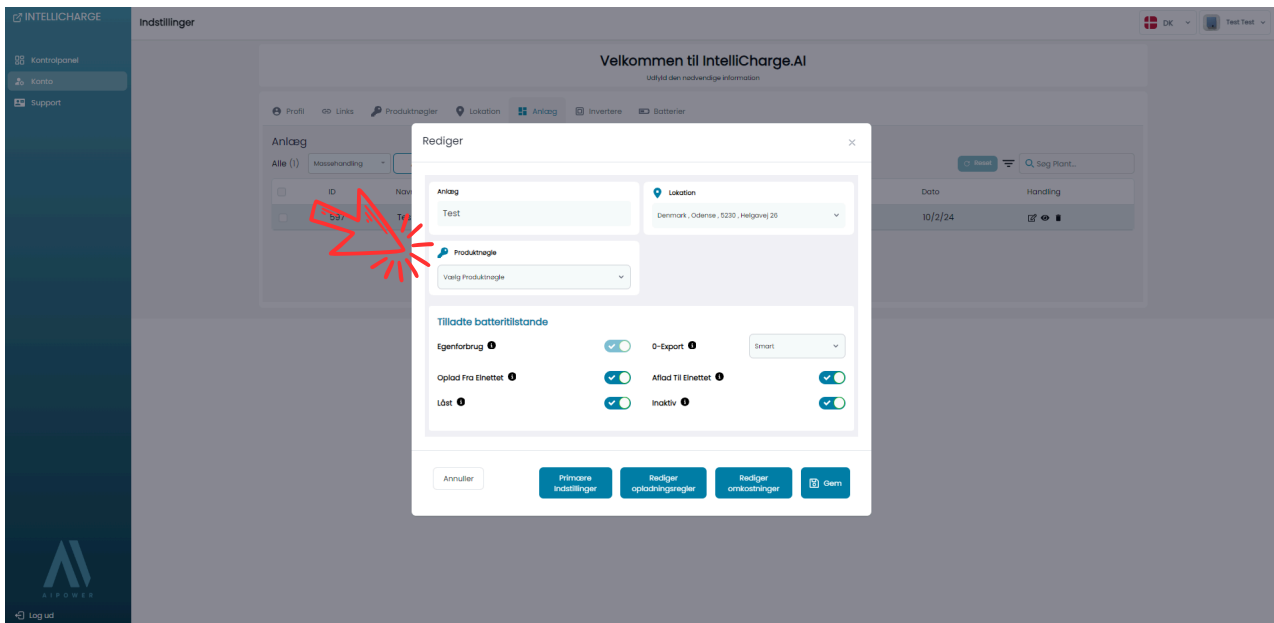 INTELLICHARGE
Indstillinger
DK
Test Test
Kontrolpanel
Konto
Support
Velkommen til IntelliCharge.AI
Udfyld den nødvendige information
Profil
Links
Produktnøgler
Lokation
Anlæg
Invertere
Batterier
Anlæg
Alle (1)
Massehandling
Reset
Søg Plant...
ID
Nav
Dato
Handling
597
Te
10/2/24
Rediger
Anlæg
Test
Lokation
Denmark , Odense , 5230 , Helgavej 26
Produktnøgle
Vælg Produktnøgle
Tilladte batteritilstande
Egenforbrug
0-Export
Smart
Oplad Fra Elnettet
Aflad Til Elnettet
Låst
Inaktiv
Annuller
Primære
Indstillinger
Rediger
opladningsregler
Rediger
omkostninger
Gem
AIPOWER
Log ud